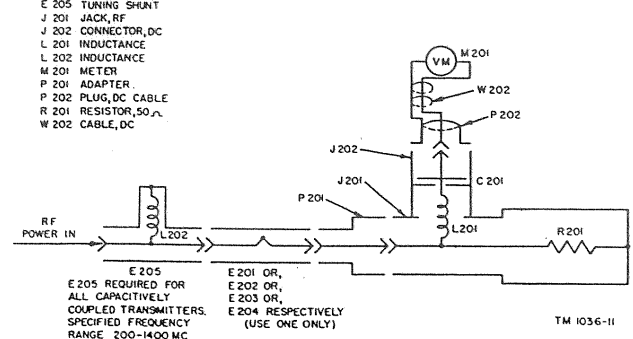 E 205 TUNING SHUNT
J 201 JACK, RF
J 202 CONNECTOR, DC
L 201 INDUCTANCE
L 202 INDUCTANCE
M 201 METER
P 201 ADAPTER.
P 202 PLUG, DC CABLE
R 201 RESISTOR, 50Ω
W 202 CABLE, DC
VM
M 201
W 202
P 202
J 202
C 201
J 201
P 201
RF
POWER IN
L202
L201
R 201
E 205
E 205 REQUIRED FOR
ALL CAPACITIVELY
COUPLED TRANSMITTERS.
SPECIFIED FREQUENCY
RANGE 200-1400 MC
E 201 OR,
E 202 OR,
E 203 OR,
E 204 RESPECTIVELY
(USE ONE ONLY)
TM 1036-11